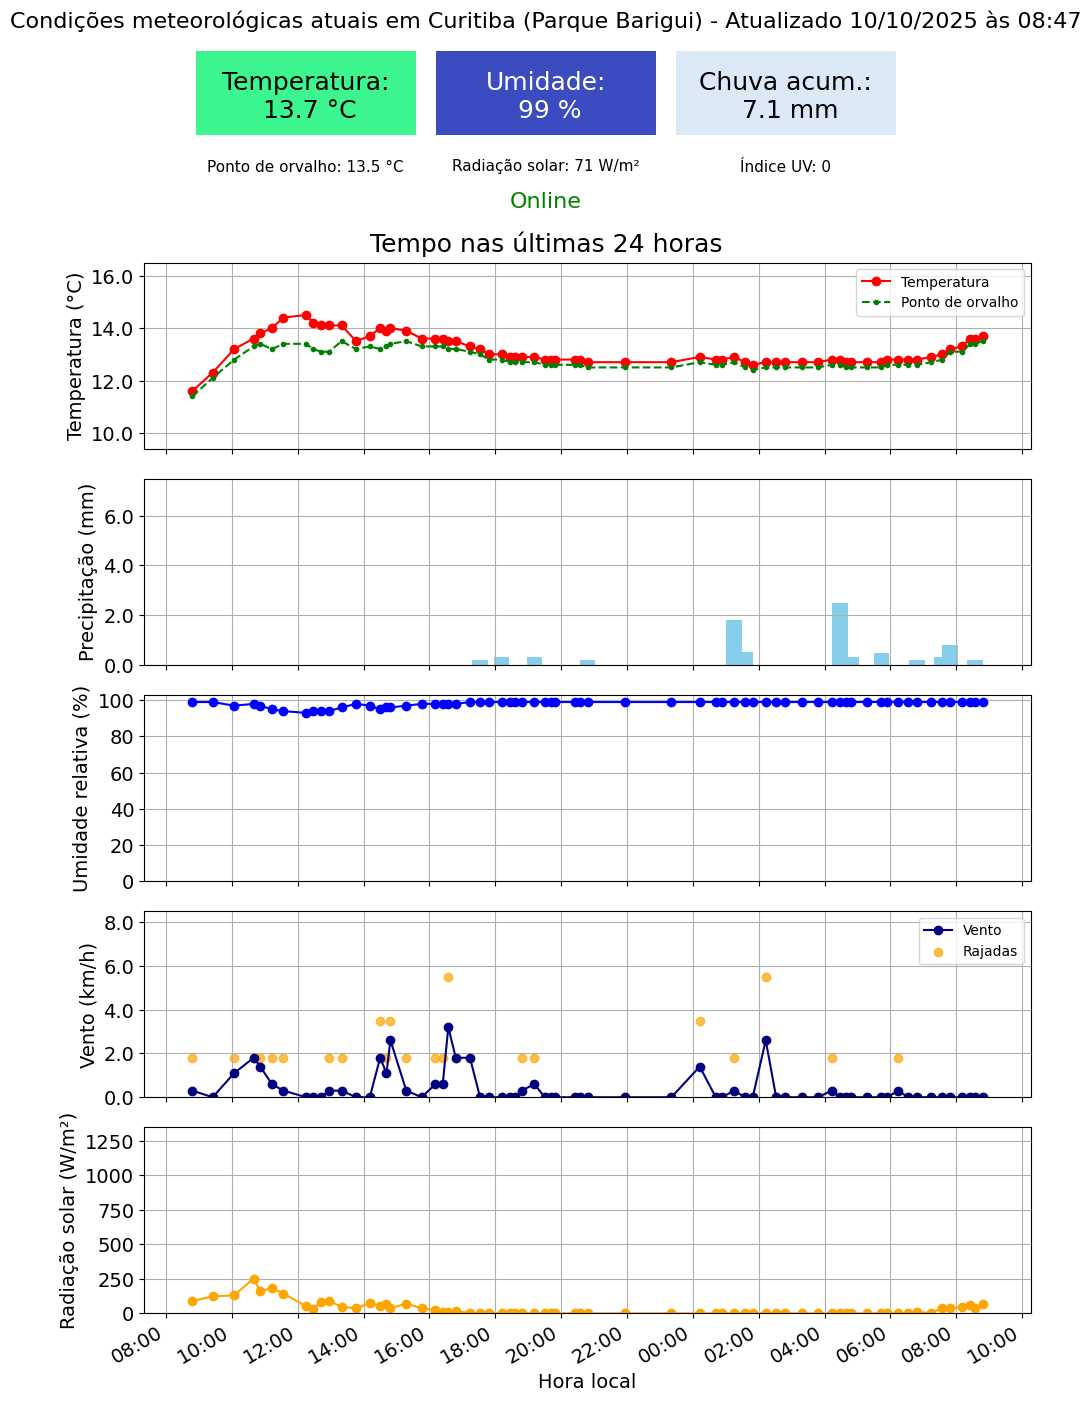 Condições meteorológicas atuais em Curitiba (Parque Barigui) - Atualizado 10/10/2025 às 08:47
Temperatura:
13.7 °C
Umidade:
99 %
Chuva acum.:
7.1 mm
Ponto de orvalho: 13.5 °C
Radiação solar: 71 W/m²
Índice UV: 0
Online
Tempo nas últimas 24 horas
Temperatura (°C)
16.0
14.0
12.0
10.0
Temperatura
Ponto de orvalho
Precipitação (mm)
6.0
4.0
2.0
0.0
Umidade relativa (%)
100
80
60
40
20
0
Vento (km/h)
8.0
6.0
4.0
2.0
0.0
Vento
Rajadas
Radiação solar (W/m²)
1250
1000
750
500
250
0
08:00 10:00 12:00 14:00 16:00 18:00 20:00 22:00 00:00 02:00 04:00 06:00 08:00 10:00
Hora local